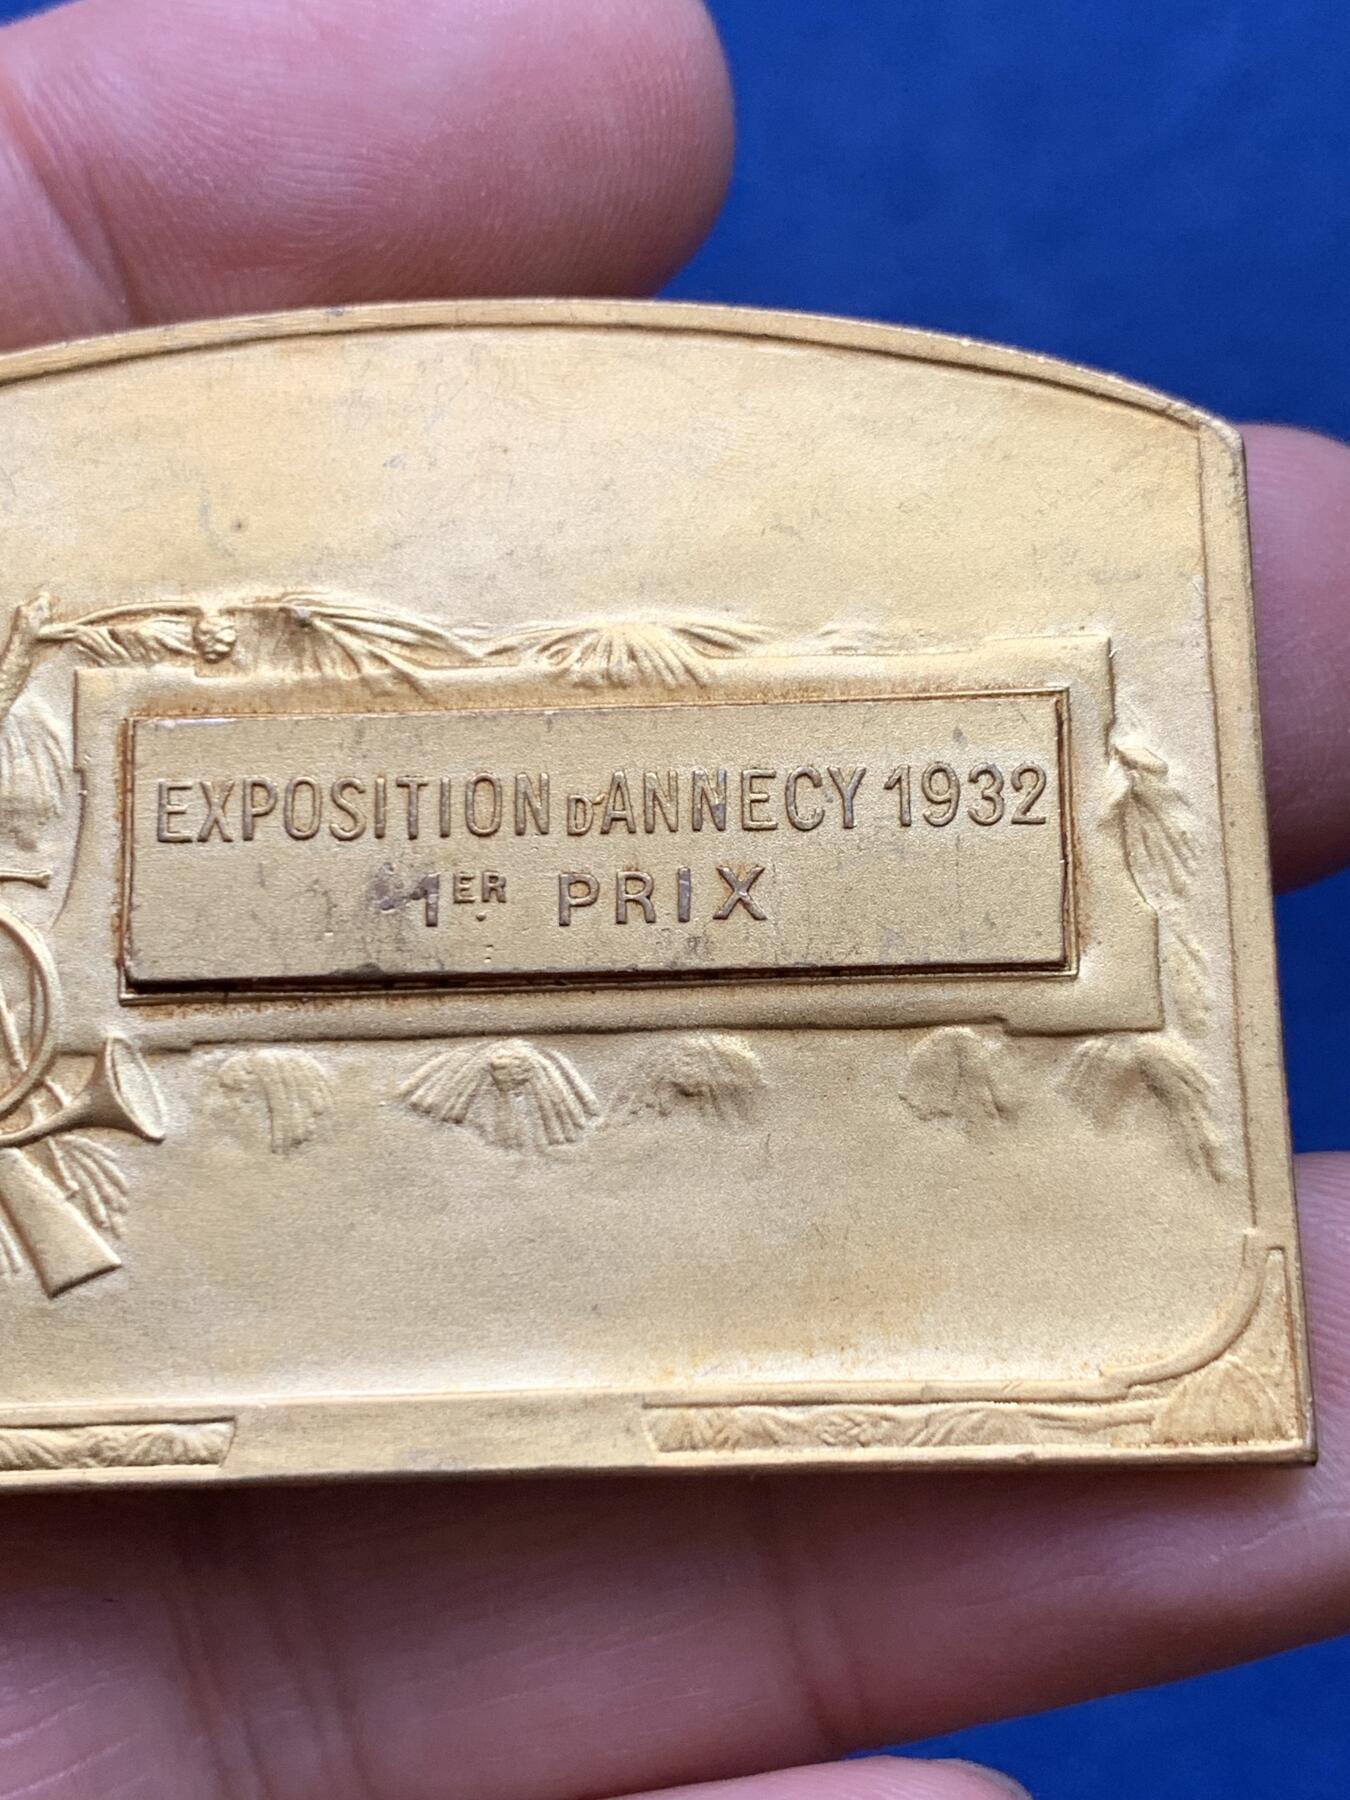 EXPOSITION D'ANNECY 1932
1ER PRIX